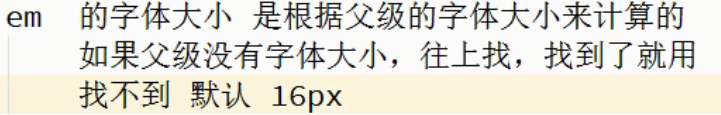 em 的字体大小 是根据父级的字体大小来计算的
如果父级没有字体大小，往上找，找到了就用
找不到 默认 16px